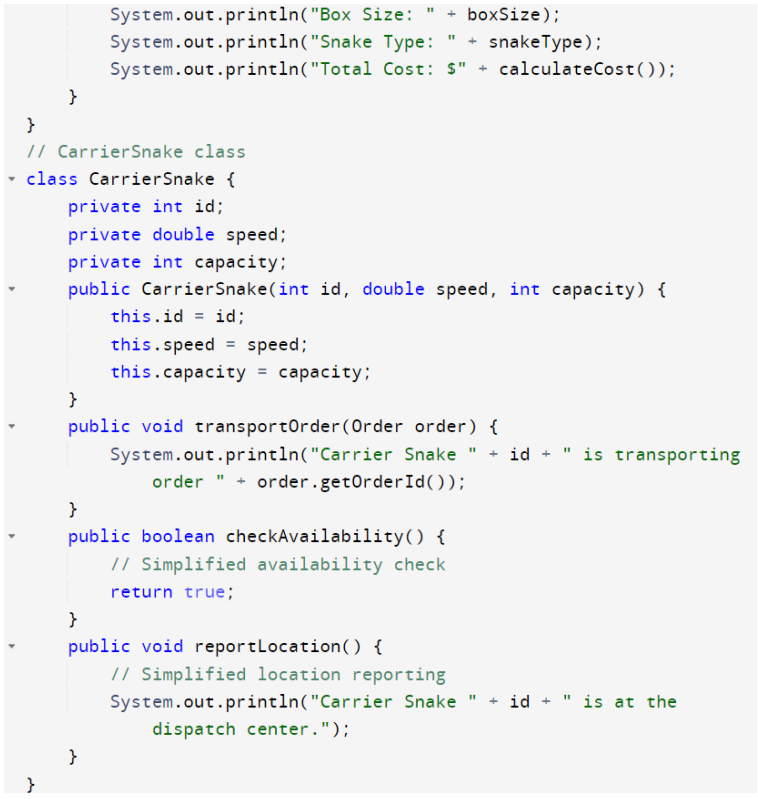 System.out.println("Box Size: " + boxSize);
        System.out.println("Snake Type: " + snakeType);
        System.out.println("Total Cost: $" + calculateCost());
    }
}
// CarrierSnake class
class CarrierSnake {
    private int id;
    private double speed;
    private int capacity;
    public CarrierSnake(int id, double speed, int capacity) {
        this.id = id;
        this.speed = speed;
        this.capacity = capacity;
    }
    public void transportOrder(Order order) {
        System.out.println("Carrier Snake " + id + " is transporting
            order " + order.getOrderId());
    }
    public boolean checkAvailability() {
        // Simplified availability check
        return true;
    }
    public void reportLocation() {
        // Simplified location reporting
        System.out.println("Carrier Snake " + id + " is at the
            dispatch center.");
    }
}